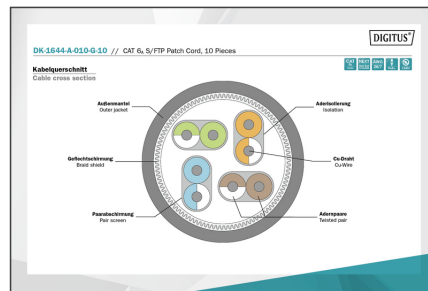 DIGITUS®
DK-1644-A-010-G-10 // CAT 6A S/FTP Patch Cord, 10 Pieces
Kabelquerschnitt
Cable cross section
Außenmantel
Outer jacket
Aderisolierung
Isolation
Geflechtschirmung
Braid shield
Cu-Draht
Cu-Wire
Paarabschirmung
Pair screen
Adernpaare
Twisted pair